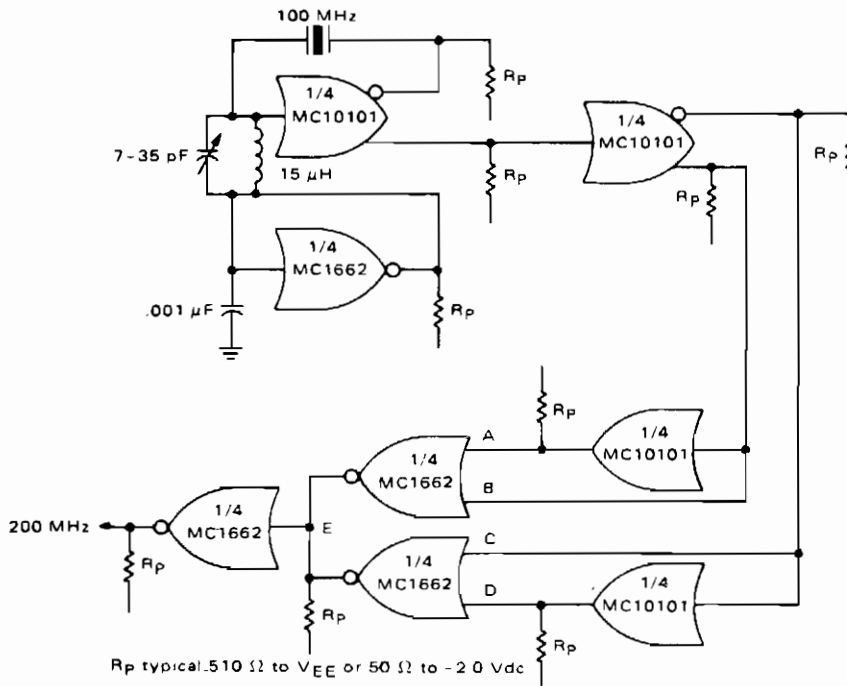 100 MHz
RP
1/4
MC10101
7-35 pF
15 µH
RP
1/4
MC10101
RP
RP
1/4
MC1662
.001 µF
RP
RP
A
1/4
MC10101
1/4
MC1662
B
200 MHz
1/4
MC1662
E
C
1/4
MC1662
RP
D
1/4
MC10101
RP
RP
RP typical 510 Ω to VEE or 50 Ω to -2.0 Vdc